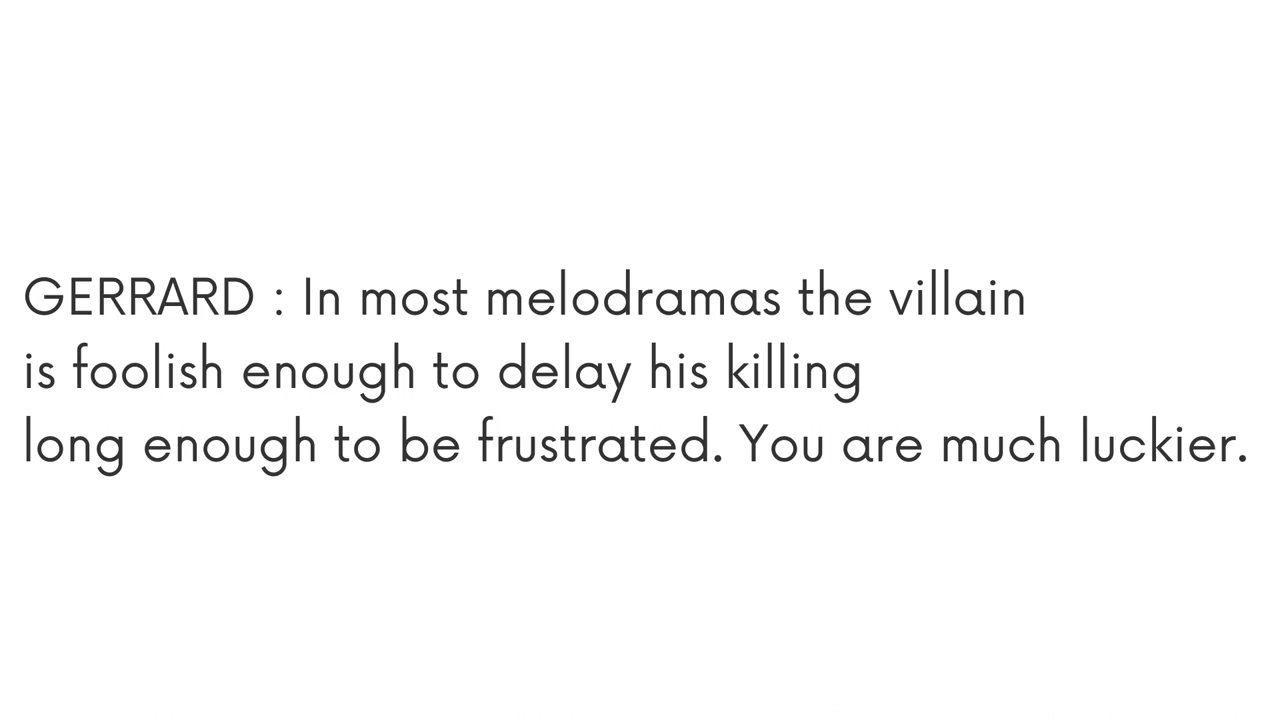 GERRARD : In most melodramas the villain
is foolish enough to delay his killing
long enough to be frustrated. You are much luckier.